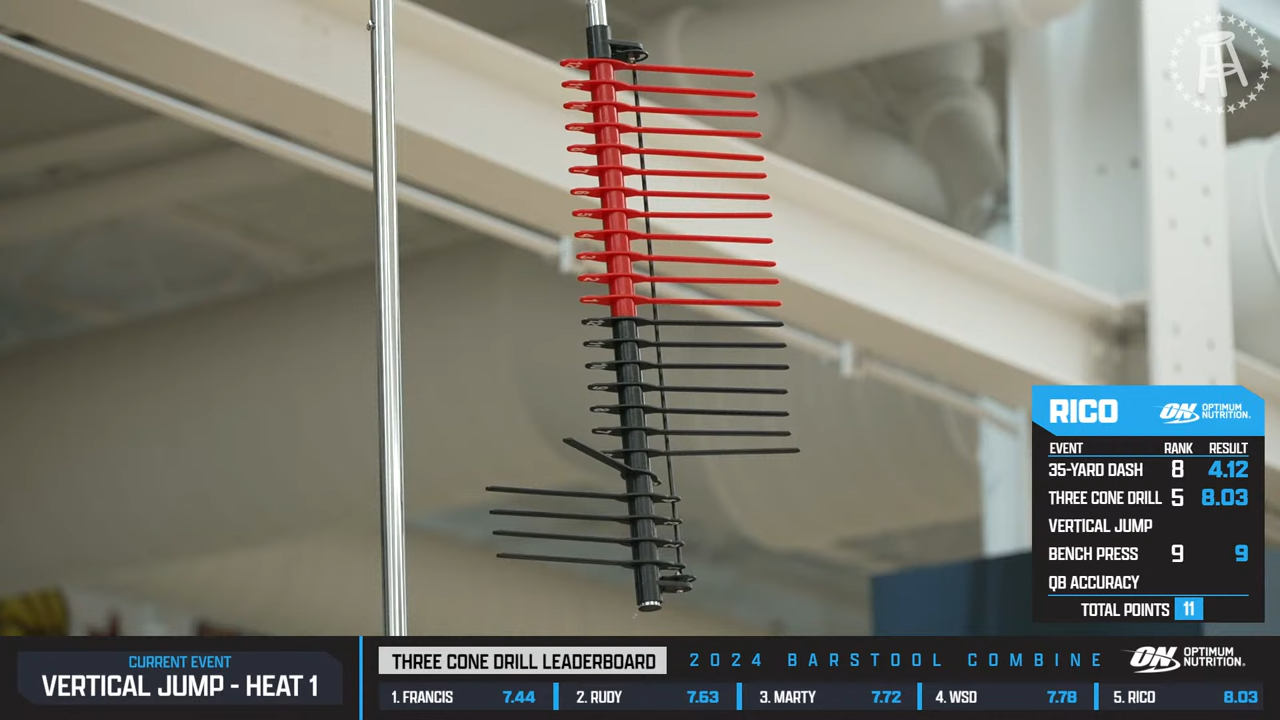 RICO
ON OPTIMUM NUTRITION.
EVENT RANK RESULT
35-YARD DASH 8 4.12
THREE CONE DRILL 5 8.03
VERTICAL JUMP
BENCH PRESS 9 9
QB ACCURACY
TOTAL POINTS 11
CURRENT EVENT
VERTICAL JUMP - HEAT 1
THREE CONE DRILL LEADERBOARD
2024 BARSTOOL COMBINE
ON OPTIMUM NUTRITION.
1. FRANCIS 7.44
2. RUDY 7.63
3. MARTY 7.72
4. WSD 7.78
5. RICO 8.03